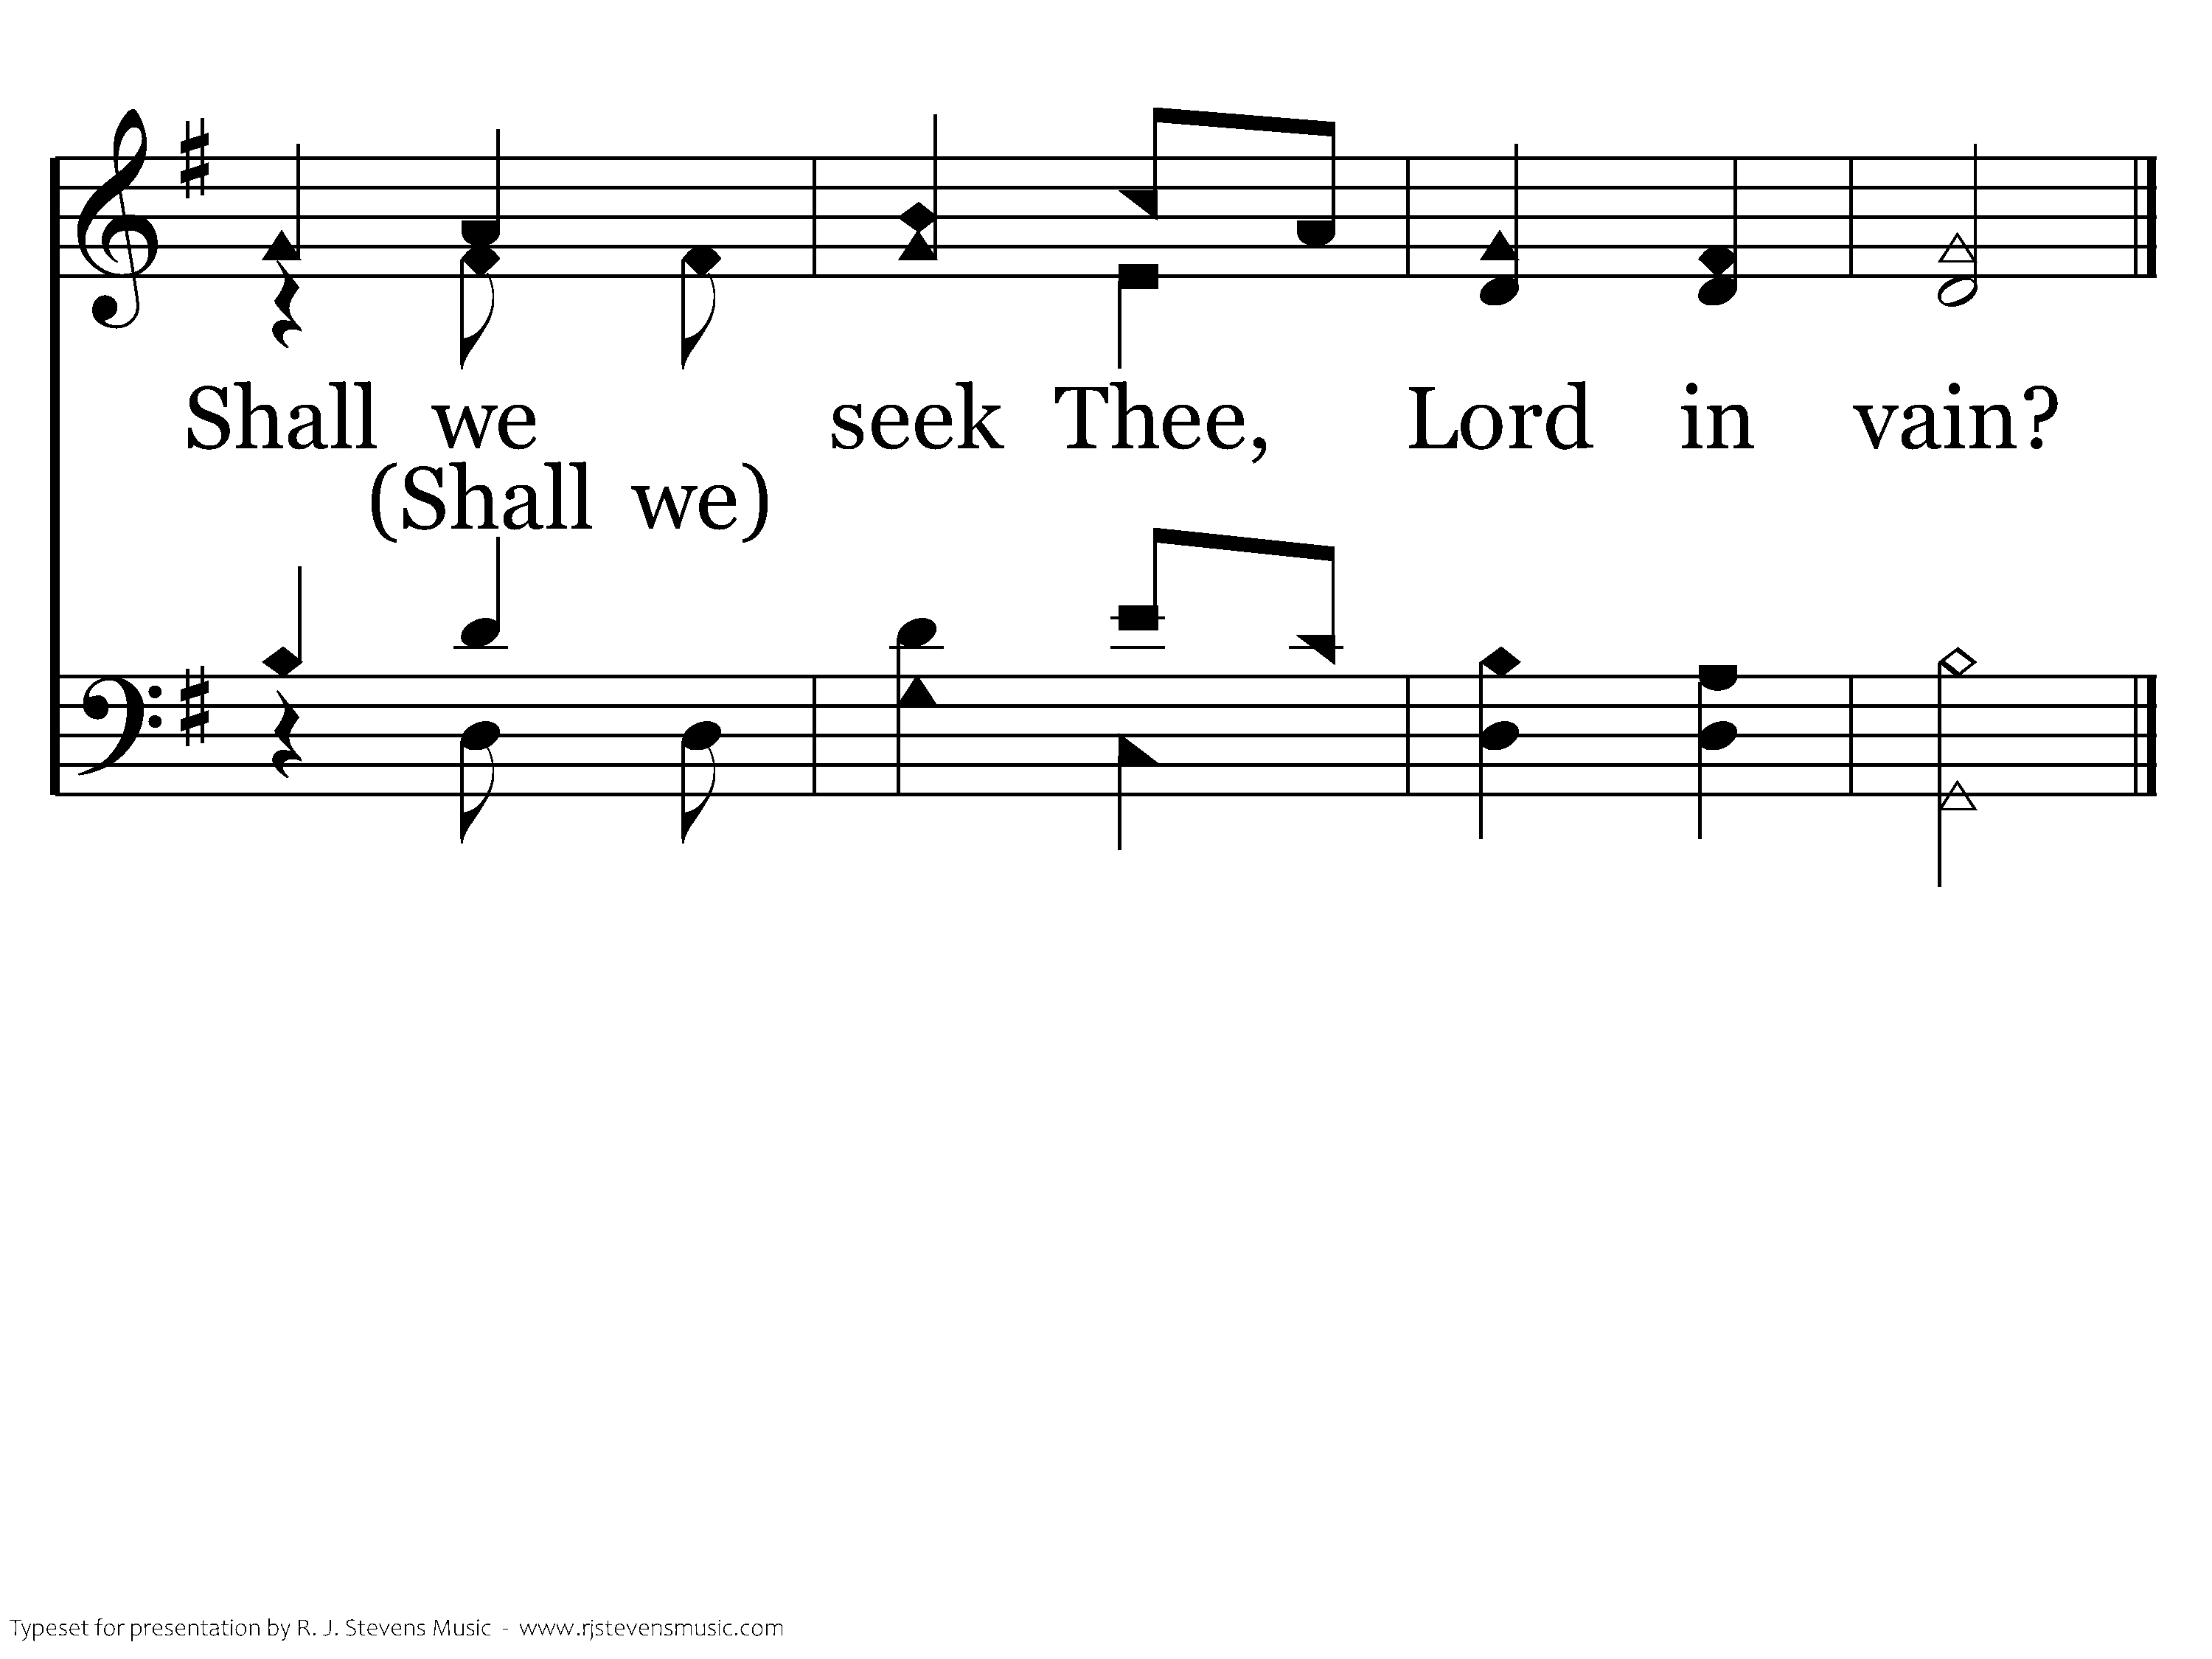 Shall we seek Thee, Lord in vain?
(Shall we)
Typeset for presentation by R. J. Stevens Music - www.rjstevensmusic.com